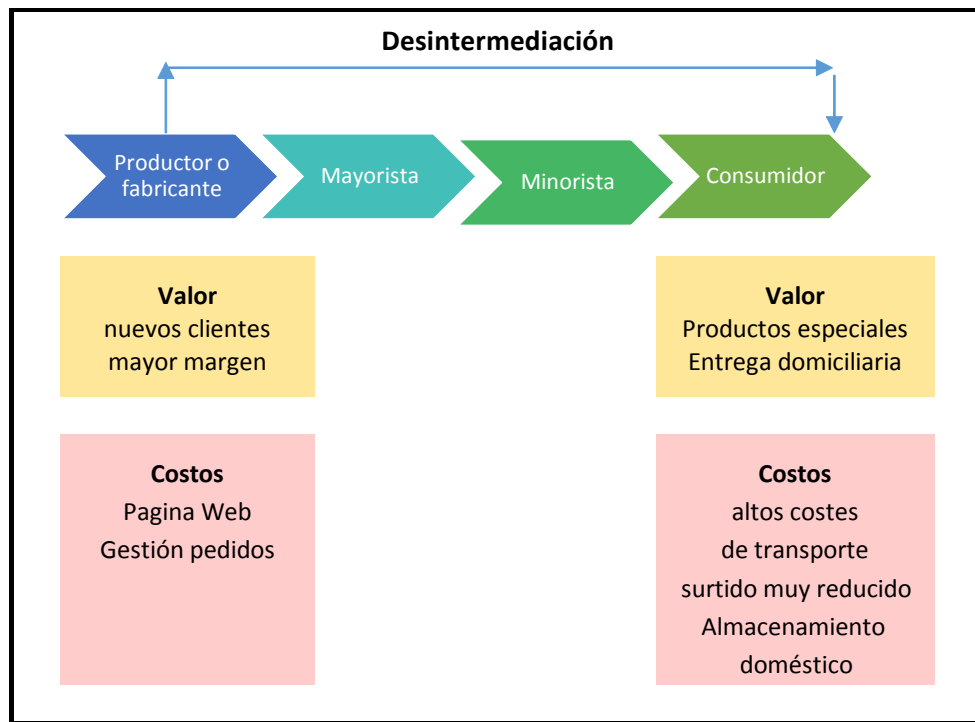 Desintermediación
Productor o
fabricante
Mayorista
Minorista
Consumidor
Valor
nuevos clientes
mayor margen
Valor
Productos especiales
Entrega domiciliaria
Costos
Pagina Web
Gestión pedidos
Costos
altos costes
de transporte
surtido muy reducido
Almacenamiento
doméstico